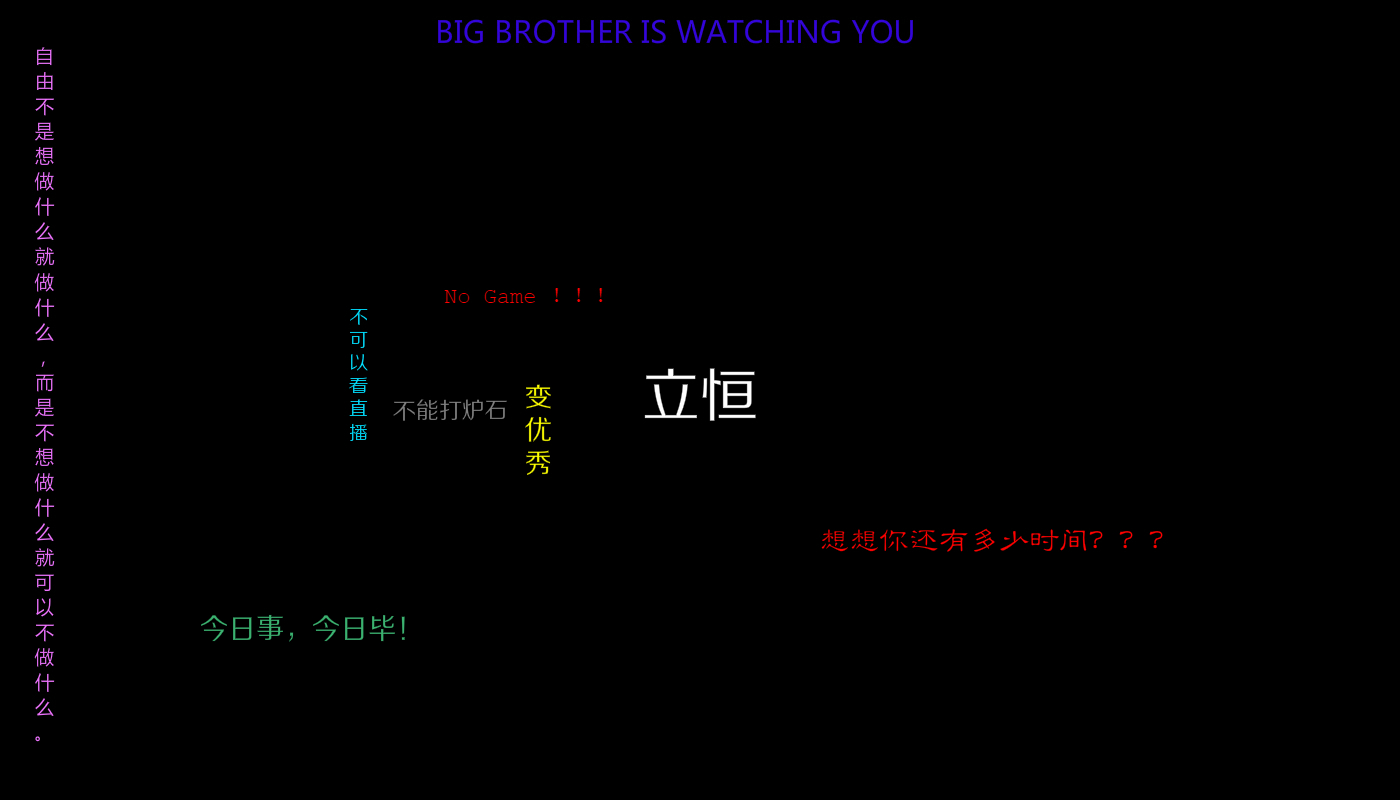 BIG BROTHER IS WATCHING YOU
自由不是想做什么就做什么，而是不想做什么就可以不做什么。
No Game ！！！
不可以看直播
不能打炉石
变优秀
立恒
想想你还有多少时间？？？
今日事，今日毕！